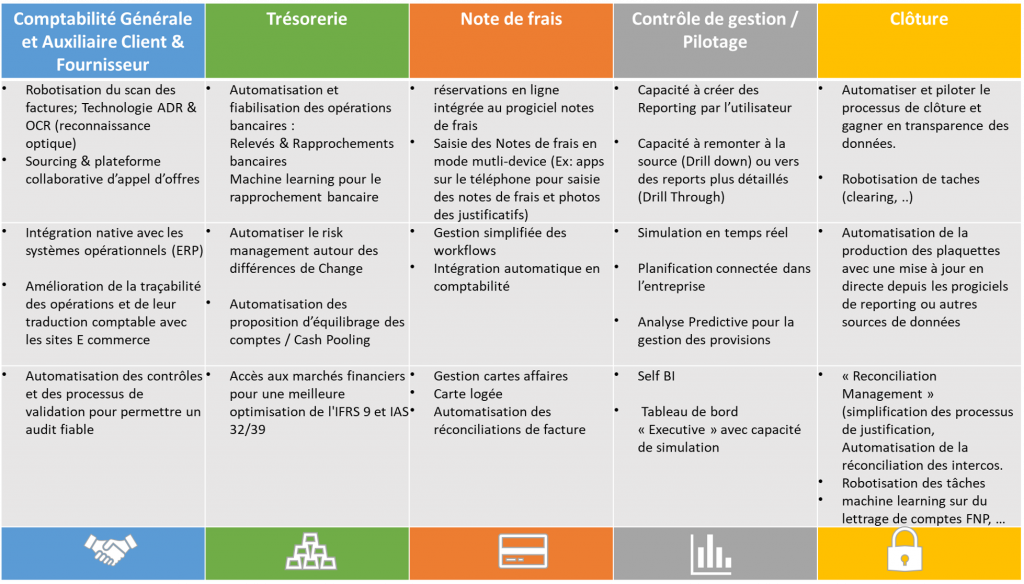 Comptabilité Générale
et Auxiliaire Client &
Fournisseur
Trésorerie
Note de frais
Contrôle de gestion /
Pilotage
Clôture
• Robotisation du scan des
factures; Technologie ADR &
OCR (reconnaissance
optique)
• Sourcing & plateforme
collaborative d’appel d’offres
• Automatisation et
fiabilisation des opérations
bancaires :
Relevés & Rapprochements
bancaires
Machine learning pour le
rapprochement bancaire
• réservations en ligne
intégrée au progiciel notes
de frais
• Saisie des Notes de frais en
mode mutli-device (Ex: apps
sur le téléphone pour saisie
des notes de frais et photos
des justificatifs)
• Capacité à créer des
Reporting par l’utilisateur
• Capacité à remonter à la
source (Drill down) ou vers
des reports plus détaillés
(Drill Through)
• Automatiser et piloter le
processus de clôture et
gagner en transparence des
données.
• Robotisation de taches
(clearing, ..)
• Intégration native avec les
systèmes opérationnels (ERP)
• Amélioration de la traçabilité
des opérations et de leur
traduction comptable avec
les sites E commerce
• Automatiser le risk
management autour des
différences de Change
• Automatisation des
proposition d’équilibrage des
comptes / Cash Pooling
• Gestion simplifiée des
workflows
• Intégration automatique en
comptabilité
• Simulation en temps réel
• Planification connectée dans
l’entreprise
• Analyse Predictive pour la
gestion des provisions
• Automatisation de la
production des plaquettes
avec une mise à jour en
directe depuis les progiciels
de reporting ou autres
sources de données
• Automatisation des contrôles
et des processus de
validation pour permettre un
audit fiable
• Accès aux marchés financiers
pour une meilleure
optimisation de l'IFRS 9 et IAS
32/39
• Gestion cartes affaires
• Carte logée
• Automatisation des
réconciliations de facture
• Self BI
• Tableau de bord
« Executive » avec capacité
de simulation
• « Reconciliation
Management »
(simplification des processus
de justification,
Automatisation de la
réconciliation des intercos.
• Robotisation des tâches
• machine learning sur du
lettrage de comptes FNP, …